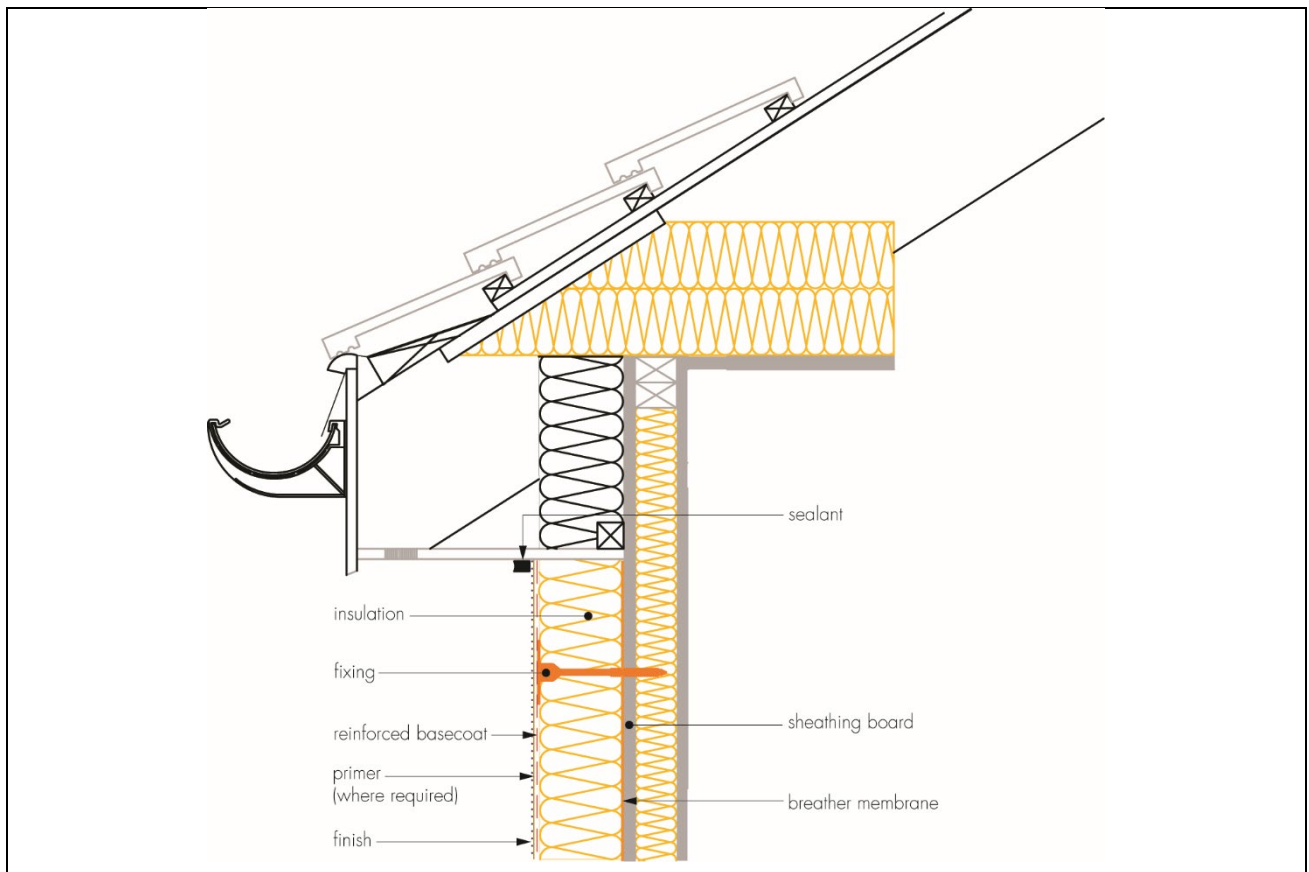 sealant
insulation
fixing
reinforced basecoat
primer
(where required)
finish
sheathing board
breather membrane